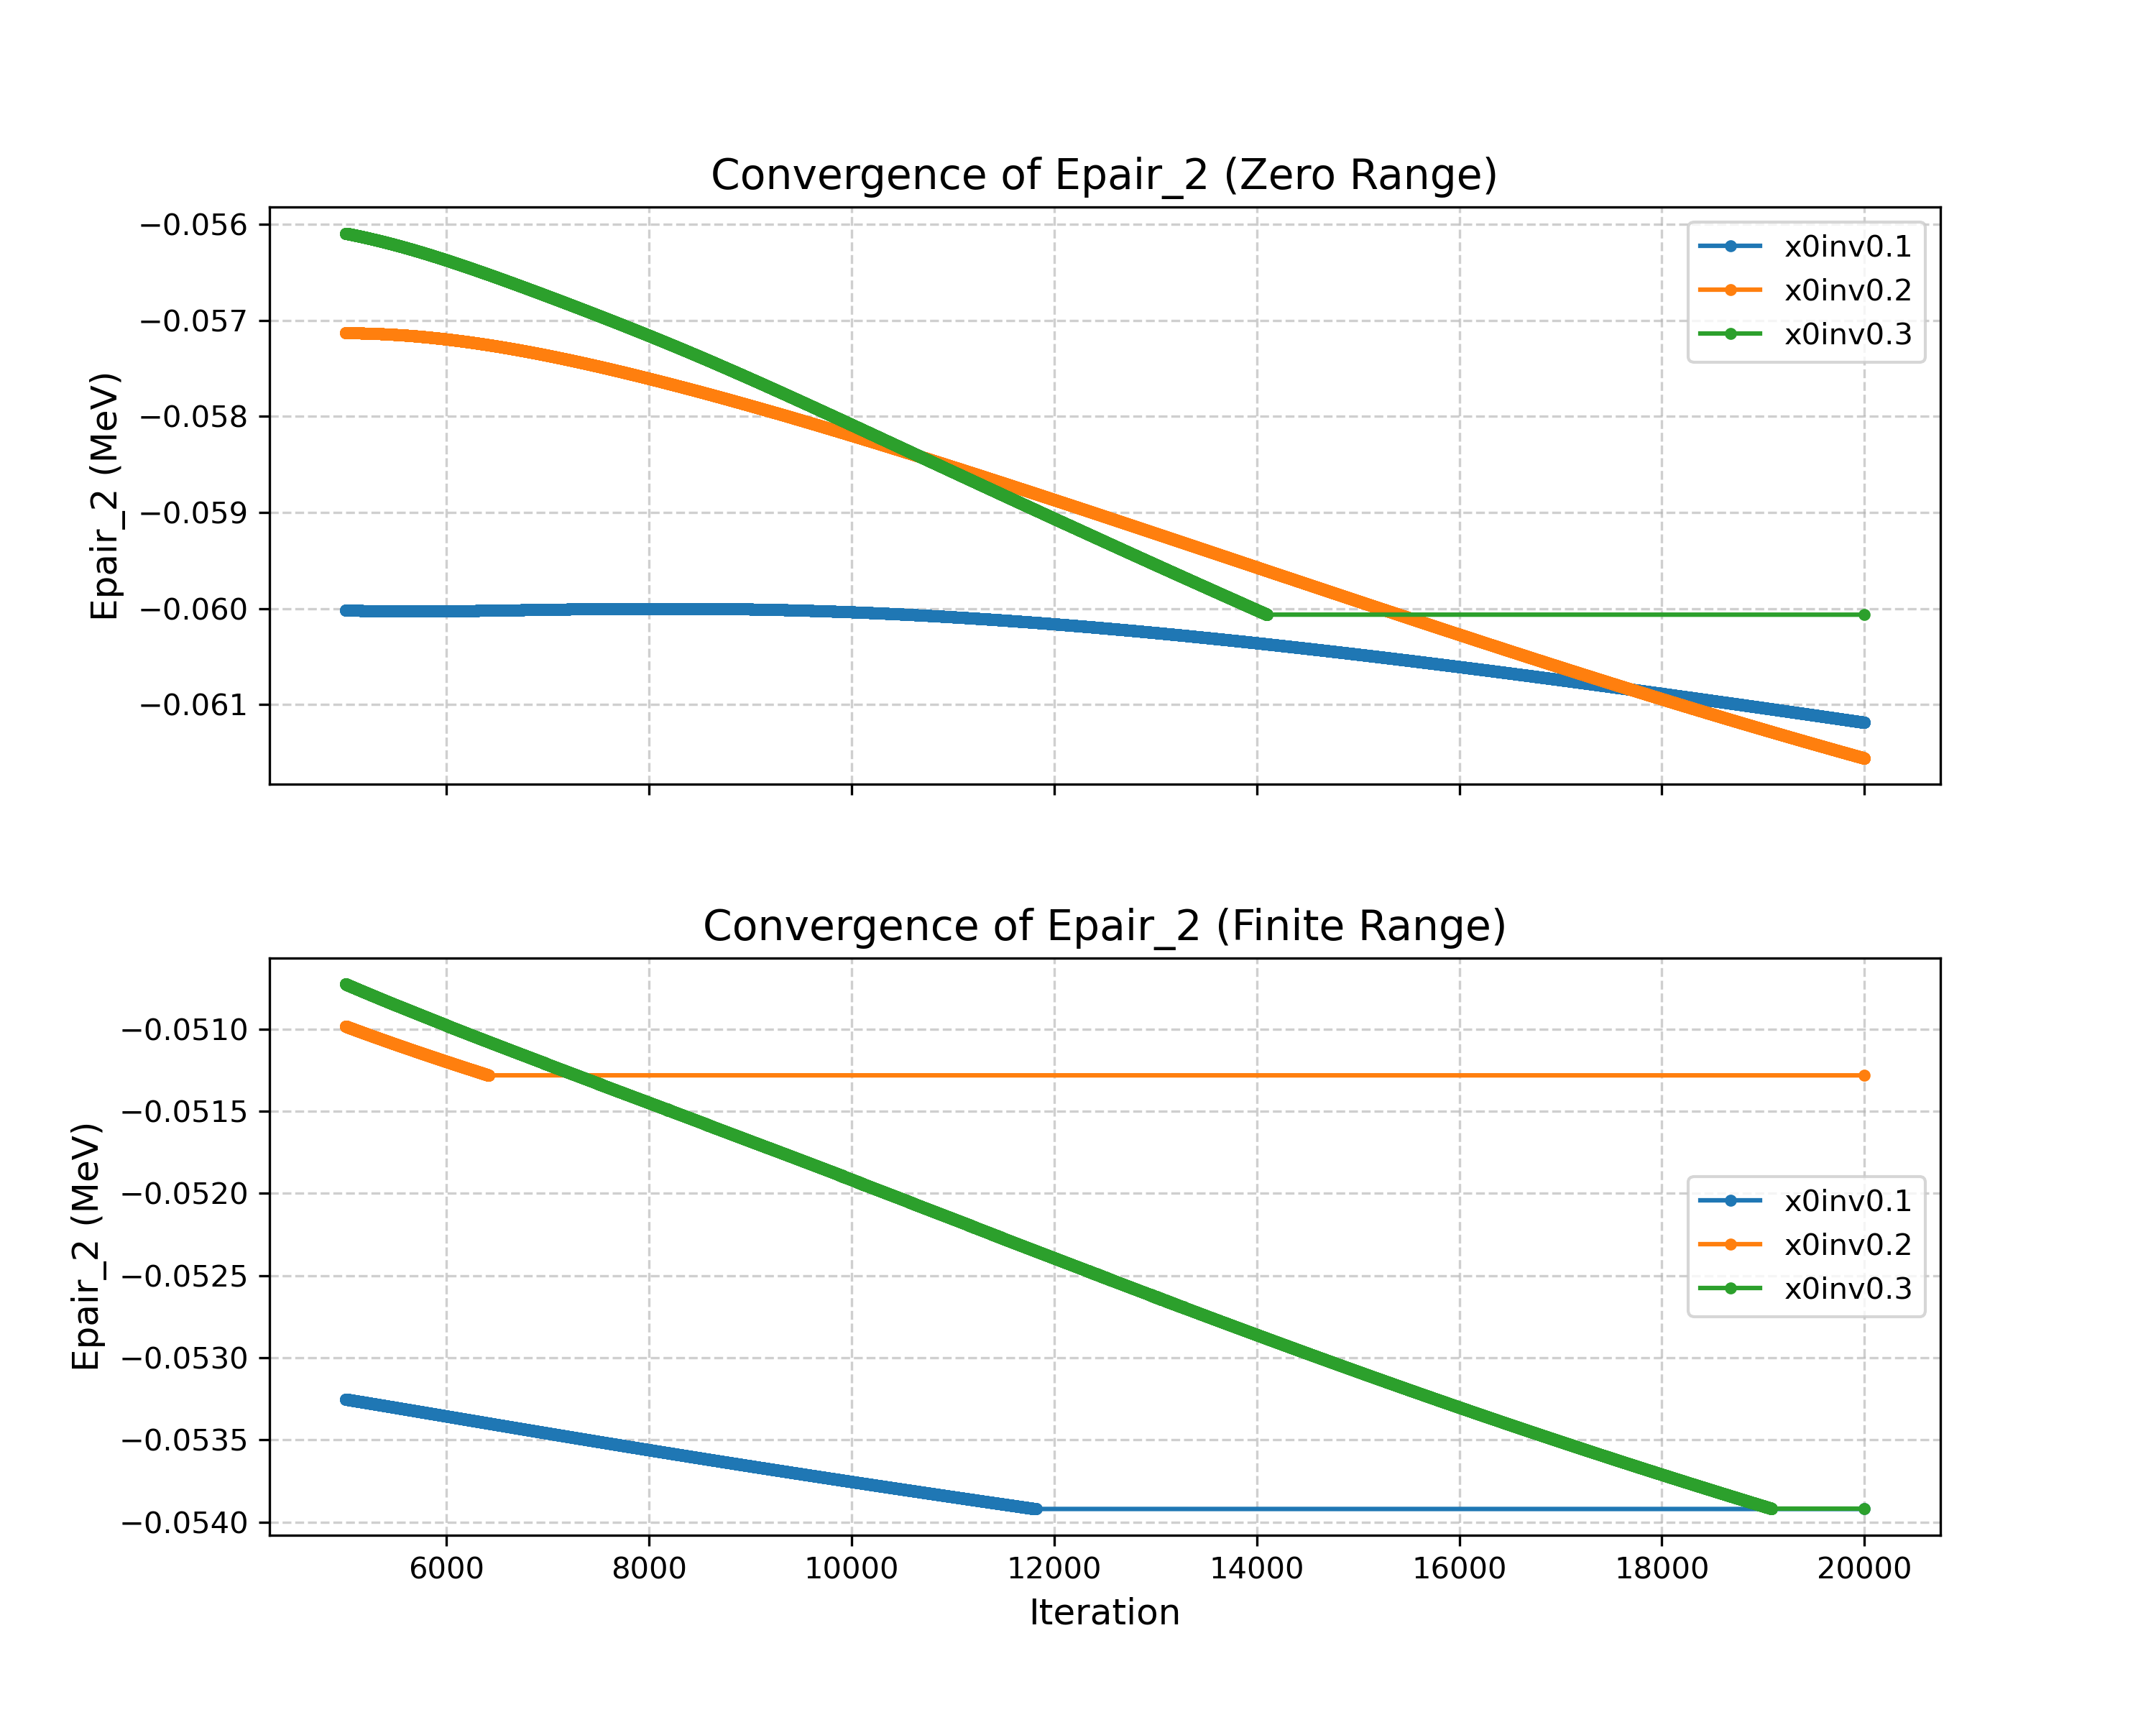 Convergence of Epair_2 (Zero Range)
−0.056
−0.057
−0.058
−0.059
−0.060
−0.061
Epair_2 (MeV)
x0inv0.1
x0inv0.2
x0inv0.3
Convergence of Epair_2 (Finite Range)
−0.0510
−0.0515
−0.0520
−0.0525
−0.0530
−0.0535
−0.0540
Epair_2 (MeV)
x0inv0.1
x0inv0.2
x0inv0.3
6000 8000 10000 12000 14000 16000 18000 20000
Iteration